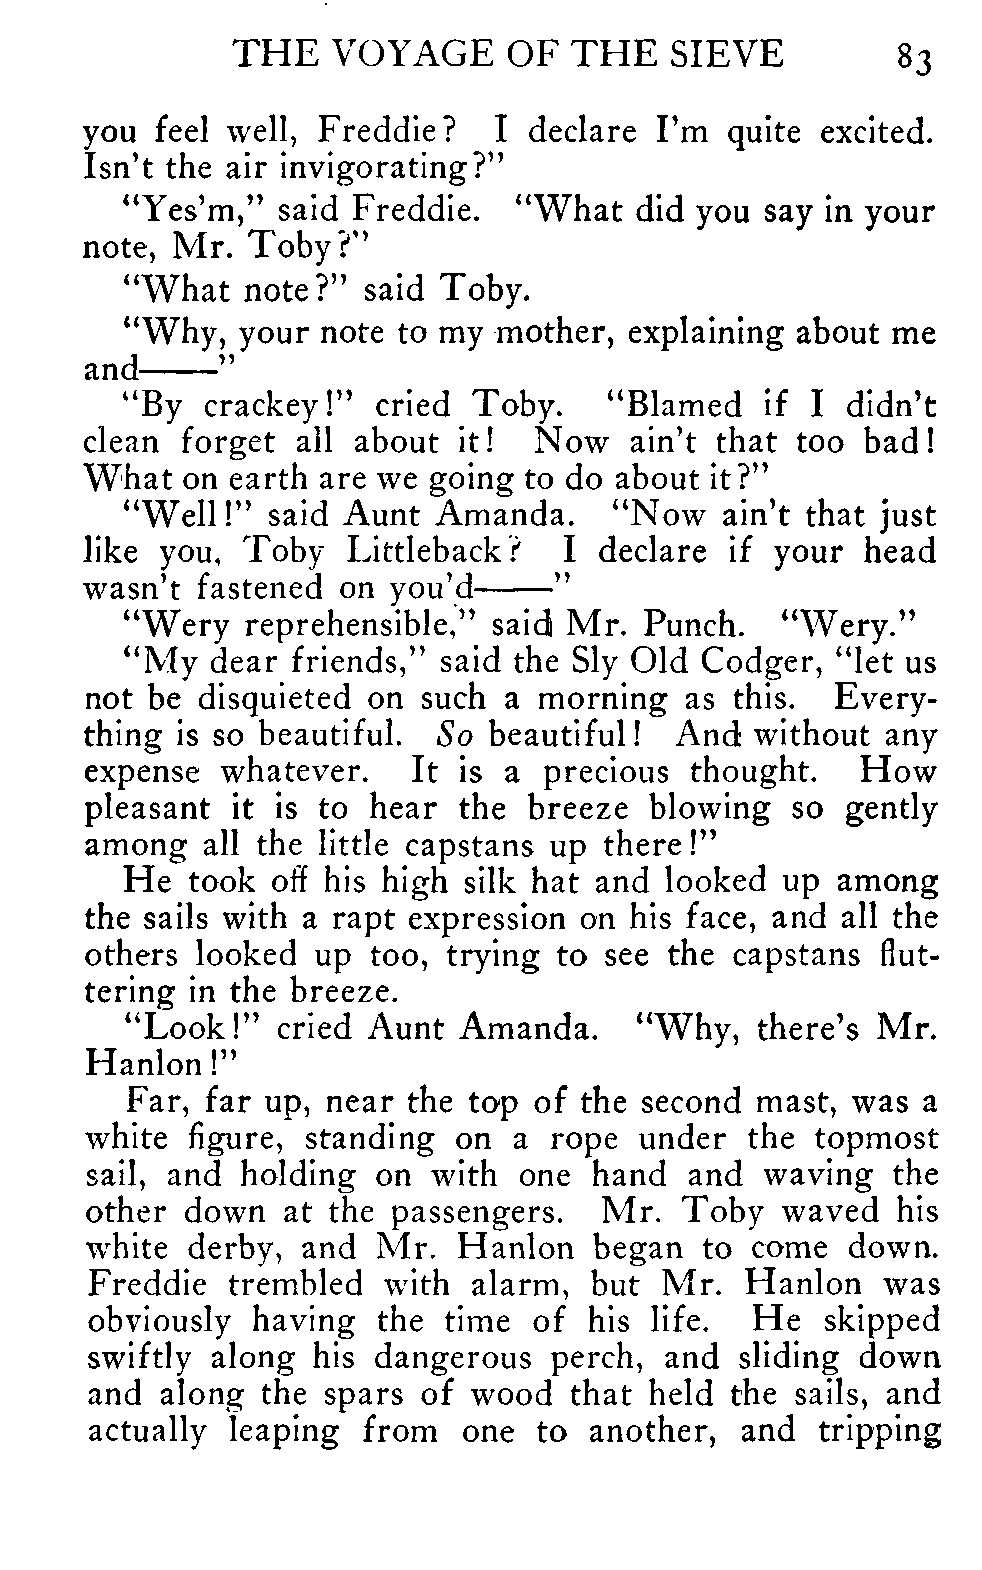 THE VOYAGE OF THE SIEVE 83
you feel well, Freddie? I declare I'm quite excited.
Isn't the air invigorating?"
"Yes'm," said Freddie. "What did you say in your
note, Mr. Toby?"
"What note?" said Toby.
"Why, your note to my mother, explaining about me
and——"
"By crackey!" cried Toby. "Blamed if I didn't
clean forget all about it! Now ain't that too bad!
What on earth are we going to do about it?"
"Well!" said Aunt Amanda. "Now ain't that just
like you, Toby Littleback? I declare if your head
wasn't fastened on you'd——"
"Wery reprehensible," said Mr. Punch. "Wery."
"My dear friends," said the Sly Old Codger, "let us
not be disquieted on such a morning as this. Every-
thing is so beautiful. So beautiful! And without any
expense whatever. It is a precious thought. How
pleasant it is to hear the breeze blowing so gently
among all the little capstans up there!"
He took off his high silk hat and looked up among
the sails with a rapt expression on his face, and all the
others looked up too, trying to see the capstans flut-
tering in the breeze.
"Look!" cried Aunt Amanda. "Why, there's Mr.
Hanlon!"
Far, far up, near the top of the second mast, was a
white figure, standing on a rope under the topmost
sail, and holding on with one hand and waving the
other down at the passengers. Mr. Toby waved his
white derby, and Mr. Hanlon began to come down.
Freddie trembled with alarm, but Mr. Hanlon was
obviously having the time of his life. He skipped
swiftly along his dangerous perch, and sliding down
and along the spars of wood that held the sails, and
actually leaping from one to another, and tripping